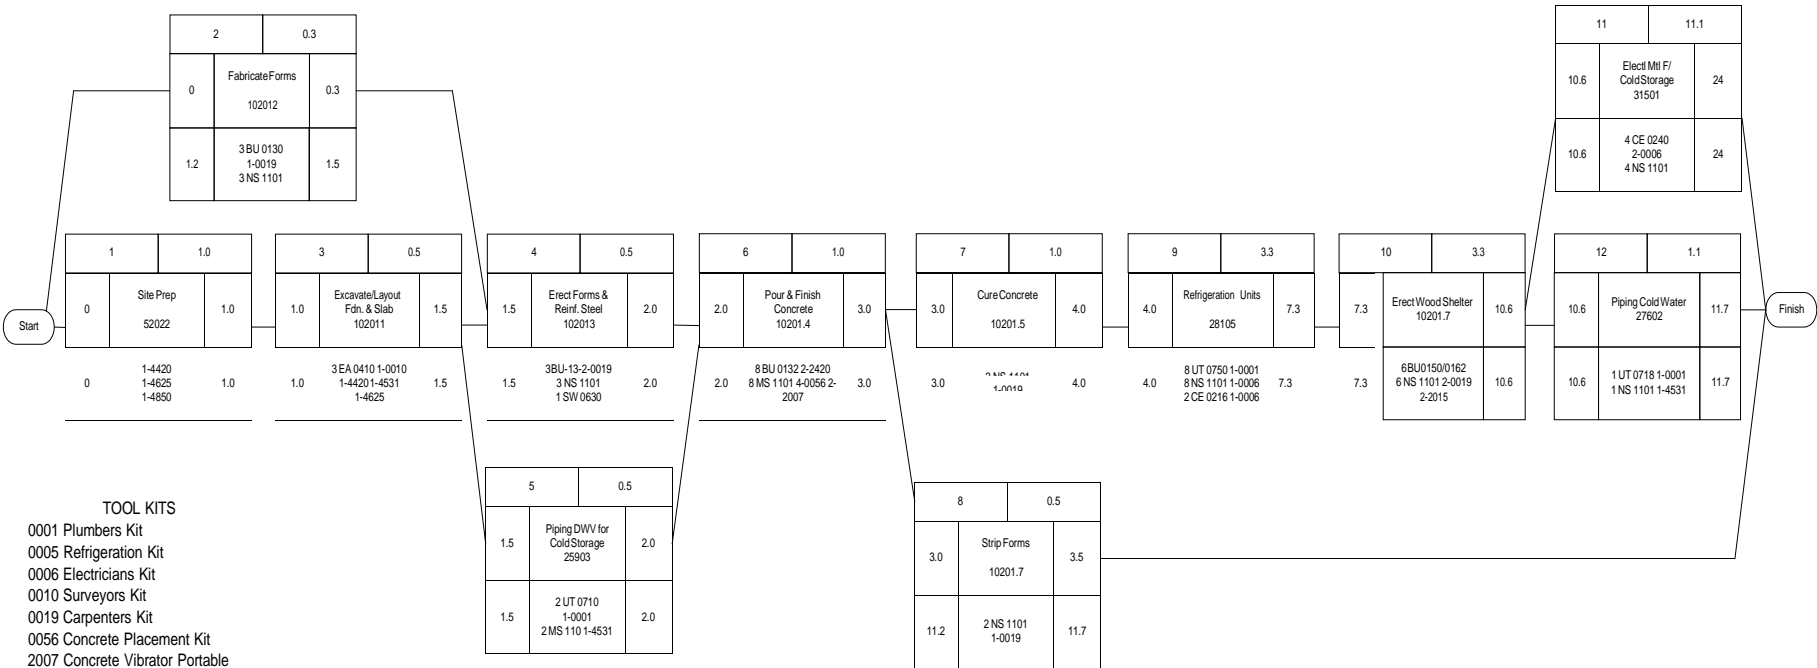 2 0.3
0 Fabricate Forms 0.3
102012
1.2 3 BU 0130 1.5
1-0019
3 NS 1101
11 11.1
10.6 Electl Mtl F/ 24
Cold Storage
31501
10.6 4 CE 0240 24
2-0006
4 NS 1101
Start
1 1.0
0 Site Prep 1.0
52022
0 1-4420 1.0
1-4625
1-4850
3 0.5
1.0 Excavate/Layout 1.5
Fdn. & Slab
102011
1.0 3 EA 0410 1-0010 1.5
1-4420 1-4531
1-4625
4 0.5
1.5 Erect Forms & 2.0
Reinf. Steel
102013
1.5 3BU-13-2-0019 2.0
3 NS 1101
1 SW 0630
6 1.0
2.0 Pour & Finish 3.0
Concrete
10201.4
2.0 8 BU 0132 2-2420 3.0
8 MS 1101 4-0056 2-
2007
7 1.0
3.0 Cure Concrete 4.0
10201.5
3.0 4.0
1-0019
9 3.3
4.0 Refrigeration Units 7.3
28105
4.0 8 UT 0750 1-0001 7.3
8 NS 1101 1-0006
2 CE 0216 1-0006
10 3.3
7.3 Erect Wood Shelter 10.6
10201.7
7.3 6BU0150/0162 10.6
6 NS 1101 2-0019
2-2015
12 1.1
10.6 Piping Cold Water 11.7
27602
10.6 1 UT 0718 1-0001 11.7
1 NS 1101 1-4531
Finish
5 0.5
1.5 Piping DWV for 2.0
Cold Storage
25903
1.5 2 UT 0710 2.0
1-0001
2 MS 110 1-4531
8 0.5
3.0 Strip Forms 3.5
10201.7
11.2 2 NS 1101 11.7
1-0019
TOOL KITS
0001 Plumbers Kit
0005 Refrigeration Kit
0006 Electricians Kit
0010 Surveyors Kit
0019 Carpenters Kit
0056 Concrete Placement Kit
2007 Concrete Vibrator Portable